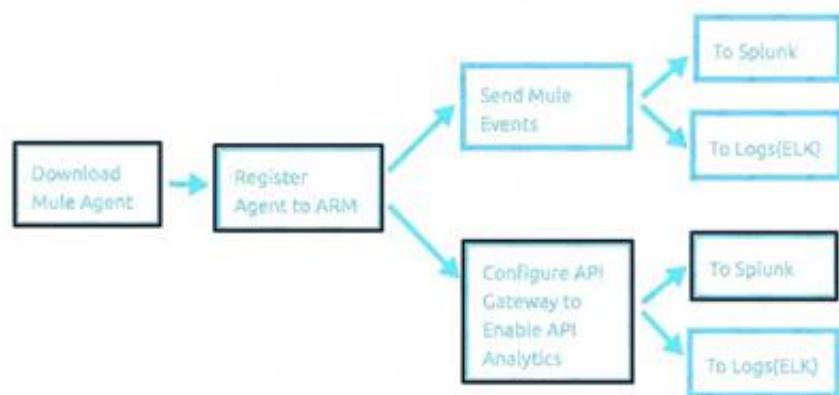 Download
Mule Agent
Register
Agent to ARM
Send Mule
Events
To Splunk
To Logs(ELK)
Configure API
Gateway to
Enable API
Analytics
To Splunk
To Logs(ELK)